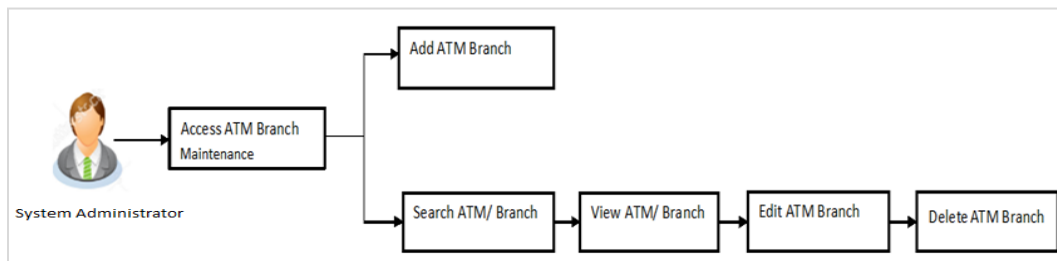 Add ATM Branch
Access ATM Branch
Maintenance
System Administrator
Search ATM/ Branch
View ATM/ Branch
Edit ATM Branch
Delete ATM Branch